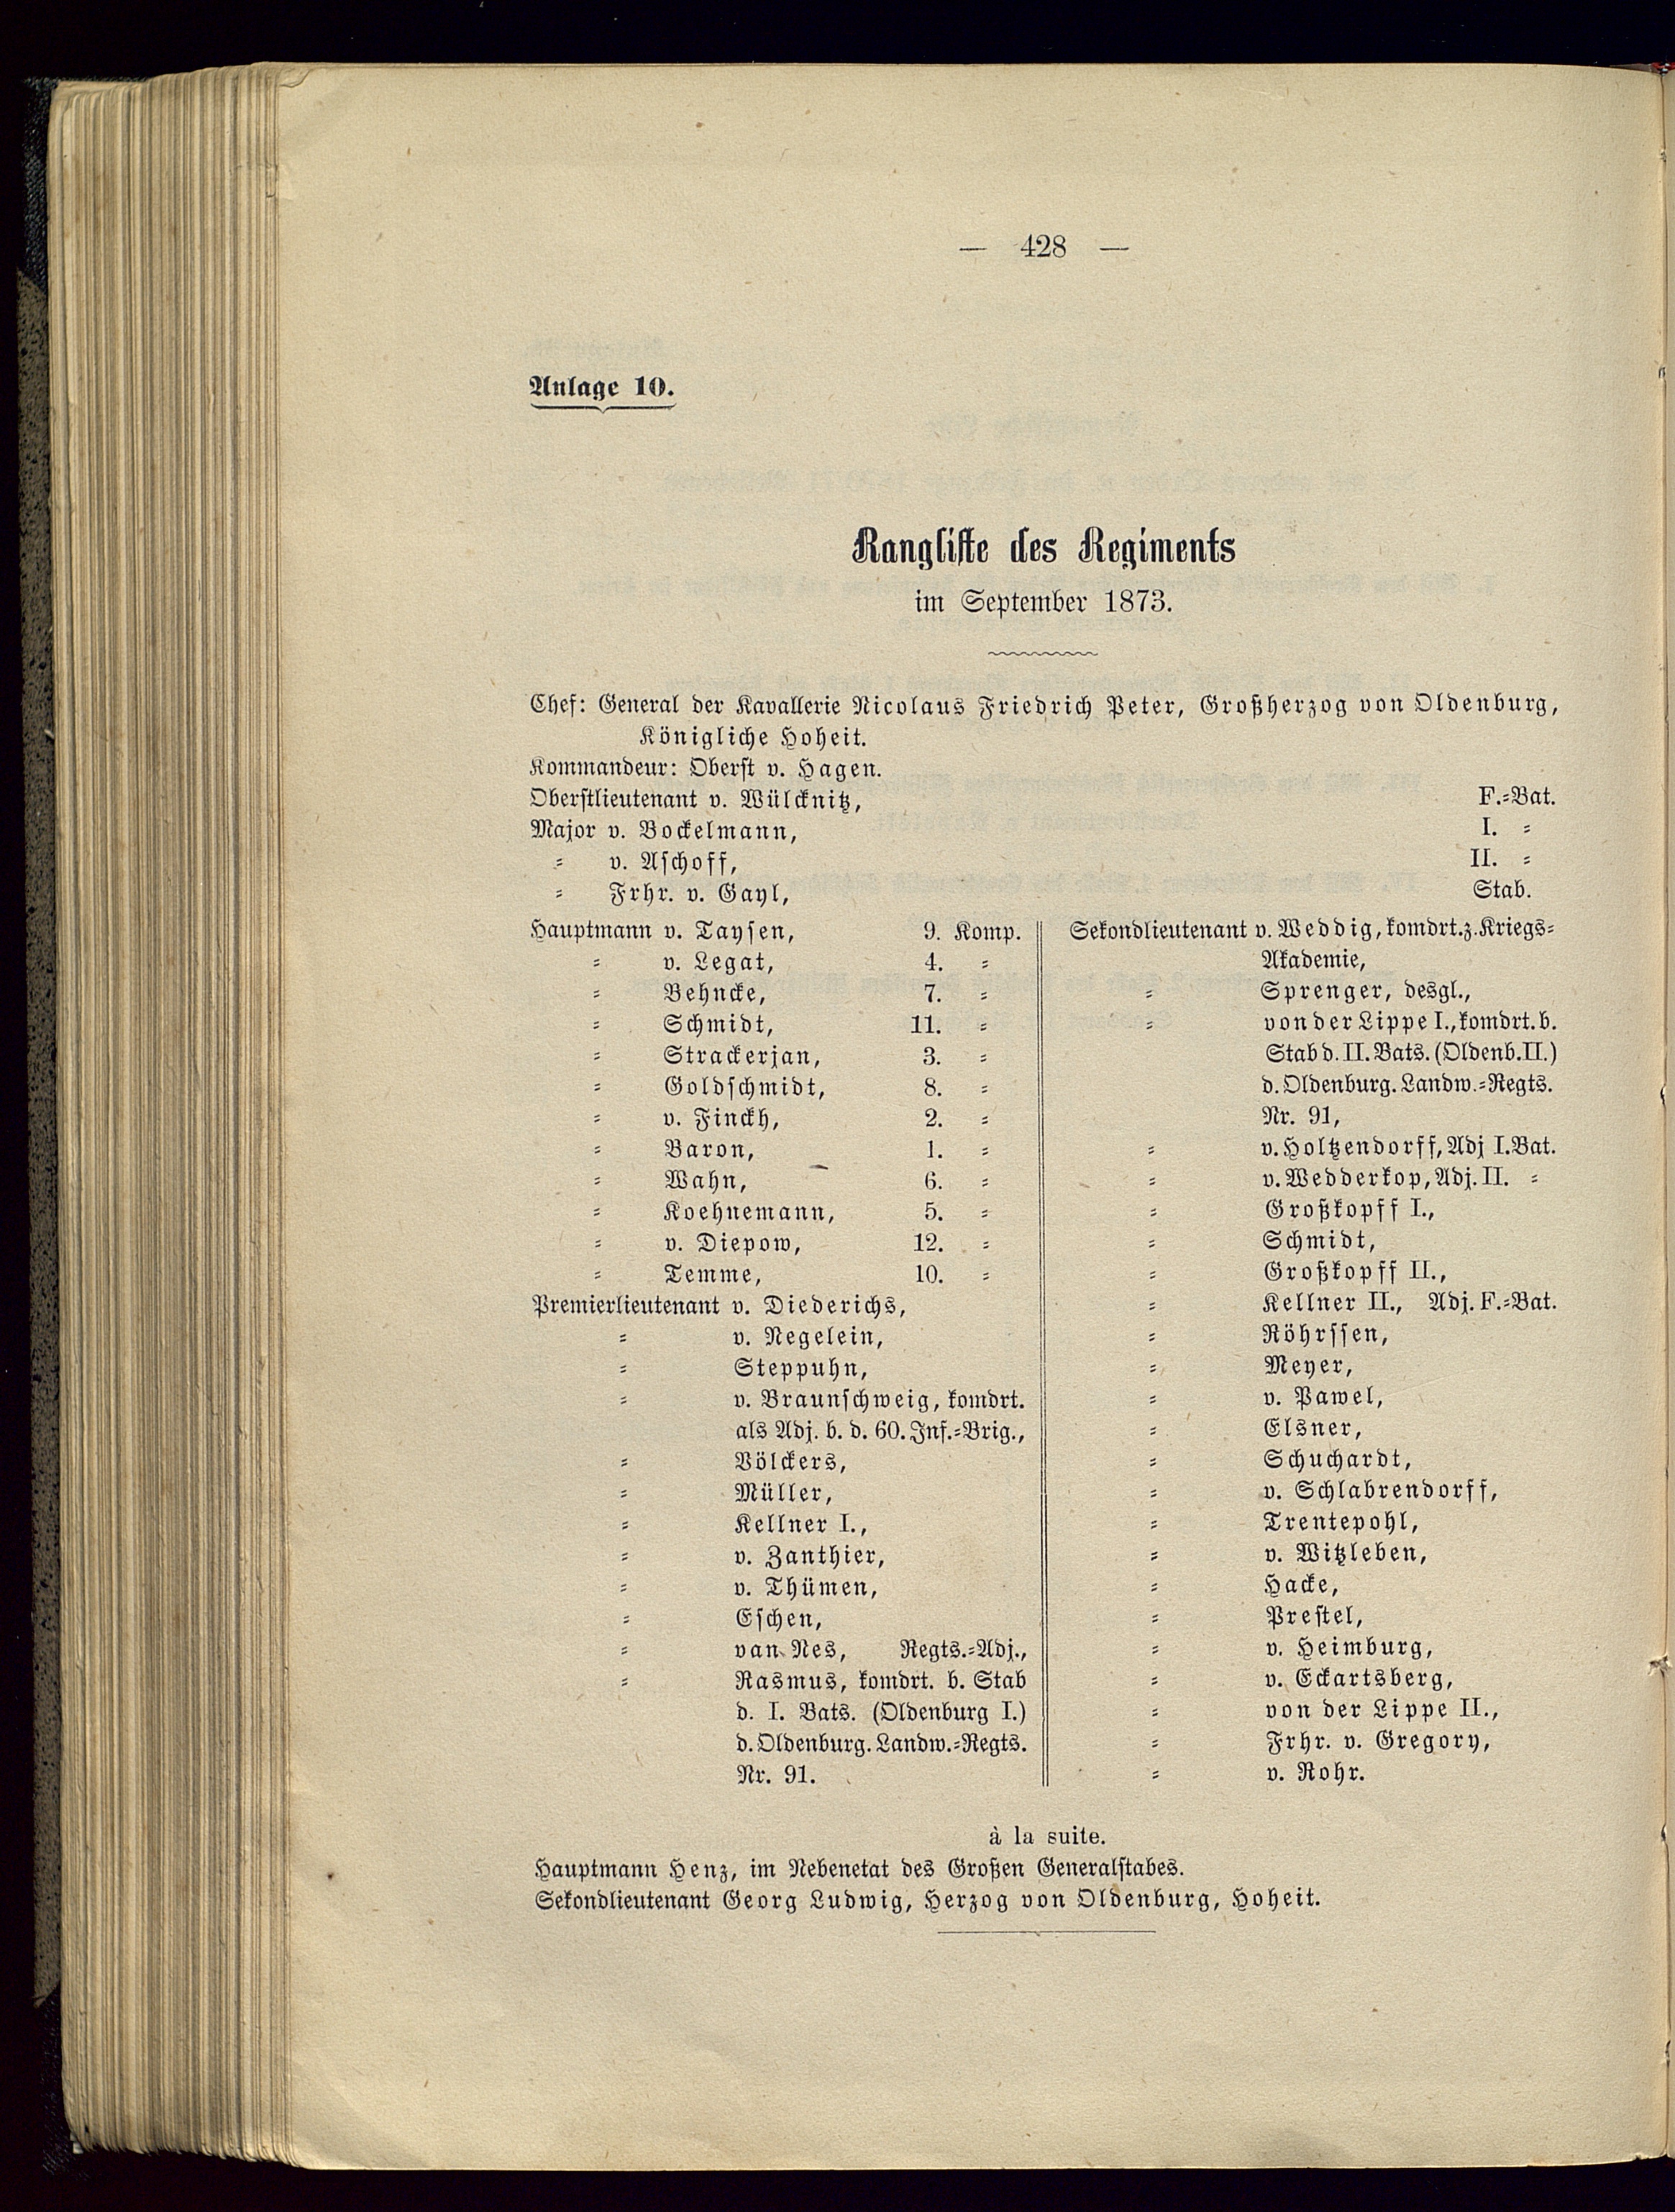 — 428 —
Anlage 10.
Rangliste des Regiments
im September 1873.
Chef: General der Kavallerie Nicolaus Friedrich Peter, Großherzog von Oldenburg,
Königliche Hoheit.
Kommandeur: Oberst v. Hagen.
Oberstlieutenant v. Wülcknitz, F.=Bat.
Major v. Bockelmann, I. =
= v. Aschoff, II. =
= Frhr. v. Gayl, Stab.
Hauptmann v. Taysen, 9. Komp.
= v. Legat, 4. =
= Behncke, 7. =
= Schmidt, 11. =
= Strackerjan, 3. =
= Goldschmidt, 8. =
= v. Finckh, 2. =
= Baron, 1. =
= Wahn, 6. =
= Koehnemann, 5. =
= v. Diepow, 12. =
= Temme, 10. =
Premierlieutenant v. Diederichs,
= v. Negelein,
= Steppuhn,
= v. Braunschweig, komdrt.
als Adj. b. d. 60. Inf.=Brig.,
= Völckers,
= Müller,
= Kellner I.,
= v. Zanthier,
= v. Thümen,
= Eschen,
= van Nes, Regts.=Adj.,
= Rasmus, komdrt. b. Stab
d. I. Bats. (Oldenburg I.)
d. Oldenburg. Landw.=Regts.
Nr. 91.
Sekondlieutenant v. Weddig, komdrt. z. Kriegs=
Akademie,
= Sprenger, desgl.,
= von der Lippe I., komdrt. b.
Stab d. II. Bats. (Oldenb. II.)
d. Oldenburg. Landw.=Regts.
Nr. 91,
= v. Holtzendorff, Adj I. Bat.
= v. Wedderkop, Adj. II. =
= Großkopff I.,
= Schmidt,
= Großkopff II.,
= Kellner II., Adj. F.=Bat.
= Röhrssen,
= Meyer,
= v. Pawel,
= Elsner,
= Schuchardt,
= v. Schlabrendorff,
= Trentepohl,
= v. Witzleben,
= Hacke,
= Prestel,
= v. Heimburg,
= v. Eckartsberg,
= von der Lippe II.,
= Frhr. v. Gregory,
= v. Rohr.
à la suite.
Hauptmann Henz, im Nebenetat des Großen Generalstabes.
Sekondlieutenant Georg Ludwig, Herzog von Oldenburg, Hoheit.